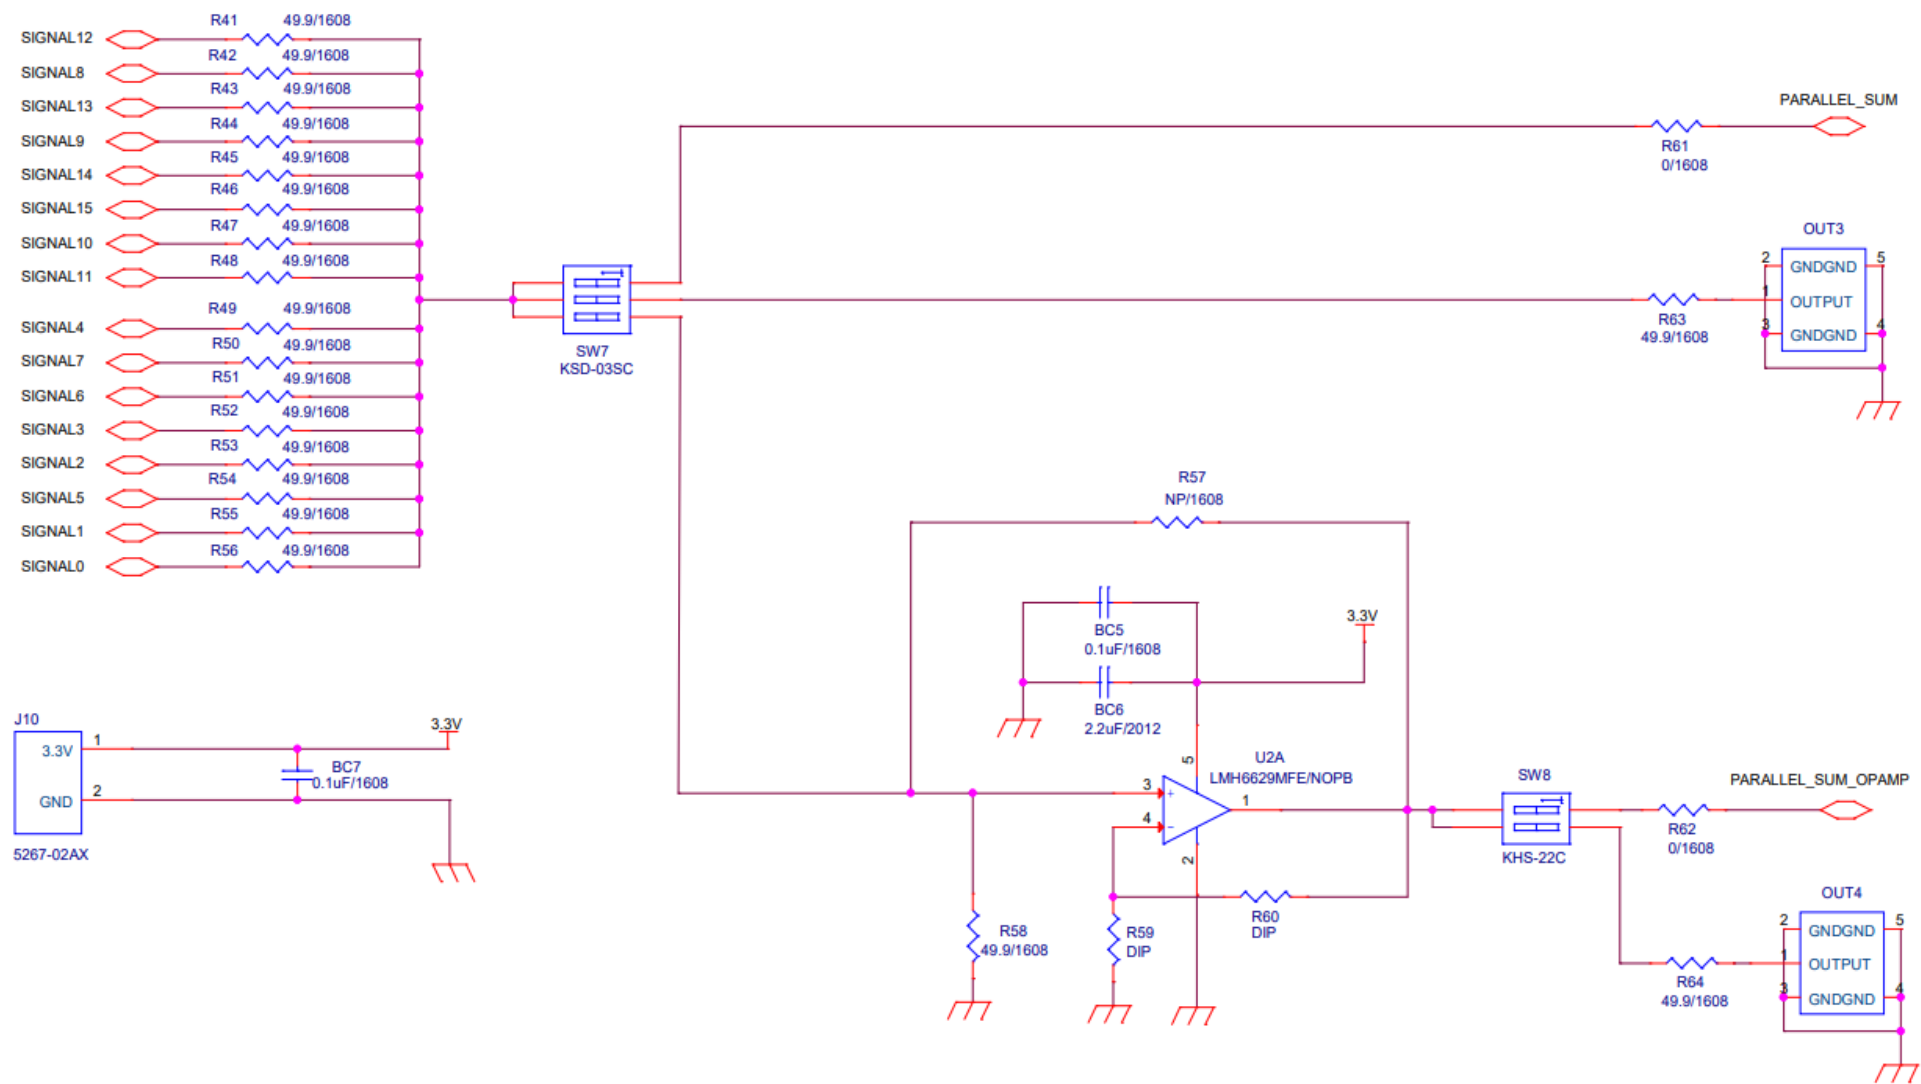 R41 49.9/1608
SIGNAL12
R42 49.9/1608
SIGNAL8
R43 49.9/1608
SIGNAL13
R44 49.9/1608
SIGNAL9
R45 49.9/1608
SIGNAL14
R46 49.9/1608
SIGNAL15
R47 49.9/1608
SIGNAL10
R48 49.9/1608
SIGNAL11
R49 49.9/1608
SIGNAL4
R50 49.9/1608
SIGNAL7
R51 49.9/1608
SIGNAL6
R52 49.9/1608
SIGNAL3
R53 49.9/1608
SIGNAL2
R54 49.9/1608
SIGNAL5
R55 49.9/1608
SIGNAL1
R56 49.9/1608
SIGNAL0
SW7
KSD-03SC
PARALLEL_SUM
R61
0/1608
OUT3
2 GNDGND 5
1 OUTPUT
3 GNDGND 4
R63
49.9/1608
R57
NP/1608
BC5
0.1uF/1608
3.3V
BC6
2.2uF/2012
J10
3.3V 1
GND 2
5267-02AX
3.3V
BC7
0.1uF/1608
5
U2A
LMH6629MFE/NOPB
3 +
4 -
1
2
R58
49.9/1608
R59
DIP
R60
DIP
SW8
KHS-22C
PARALLEL_SUM_OPAMP
R62
0/1608
OUT4
2 GNDGND 5
1 OUTPUT
3 GNDGND 4
R64
49.9/1608